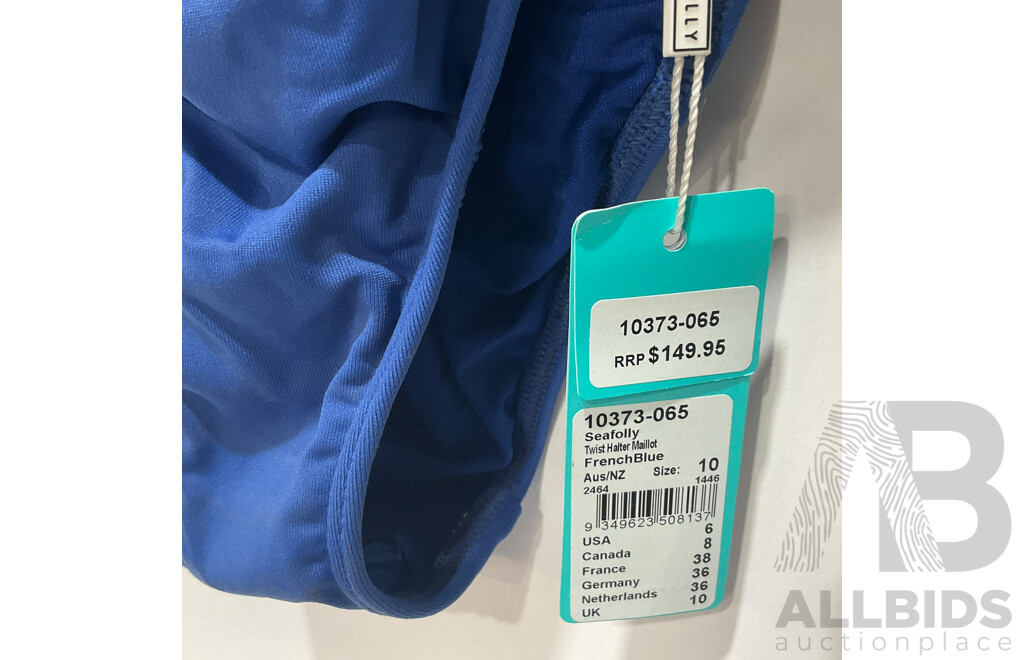 LLY
10373-065
RRP $149.95
10373-065
Seafolly
Twist Halter Maillot
FrenchBlue
Aus/NZ Size: 10
2464 1446
9 349623 508137
USA 6
Canada 8
France 38
Germany 36
Netherlands 36
UK 10
AB
ALLBIDS
auctionplace